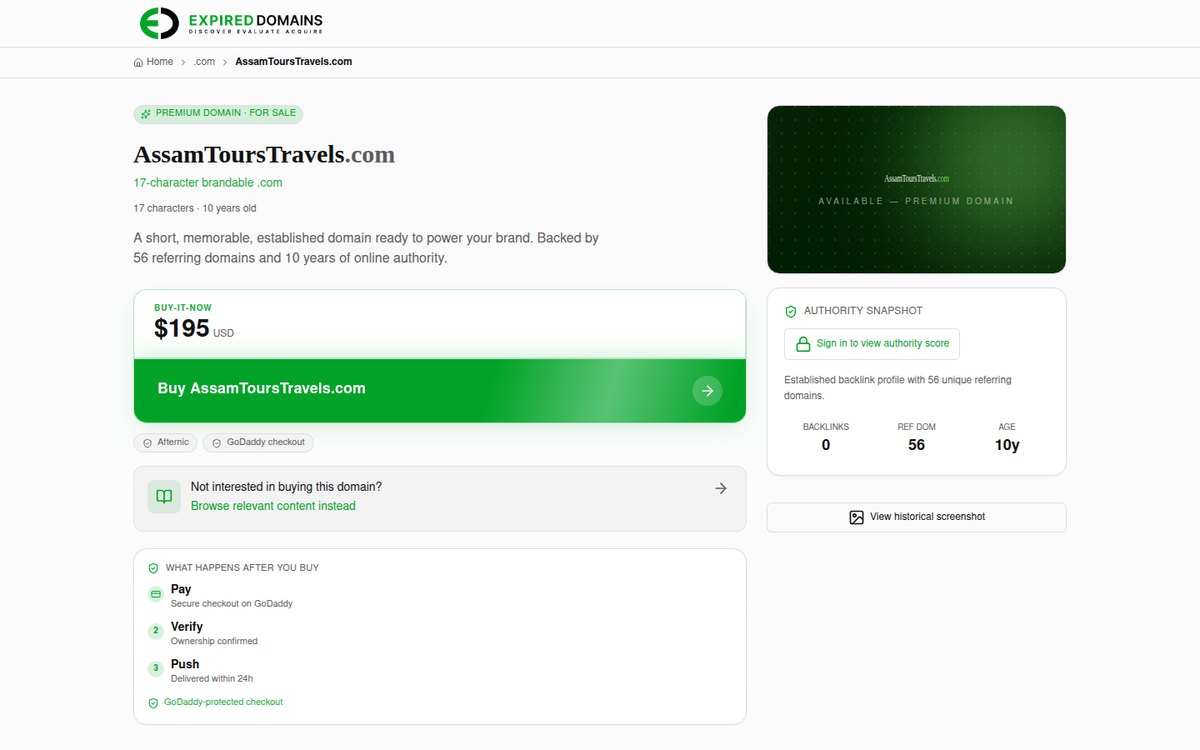 EXPIRED DOMAINS
DISCOVER EVALUATE ACQUIRE
Home > .com > AssamToursTravels.com
PREMIUM DOMAIN · FOR SALE
AssamToursTravels.com
17-character brandable .com
17 characters · 10 years old
A short, memorable, established domain ready to power your brand. Backed by
56 referring domains and 10 years of online authority.
BUY-IT-NOW
$195 USD
Buy AssamToursTravels.com
Afternic
GoDaddy checkout
Not interested in buying this domain?
Browse relevant content instead
WHAT HAPPENS AFTER YOU BUY
Pay
Secure checkout on GoDaddy
2 Verify
Ownership confirmed
3 Push
Delivered within 24h
GoDaddy-protected checkout
AssamToursTravels.com
AVAILABLE — PREMIUM DOMAIN
AUTHORITY SNAPSHOT
Sign in to view authority score
Established backlink profile with 56 unique referring
domains.
BACKLINKS REF DOM AGE
0 56 10y
View historical screenshot